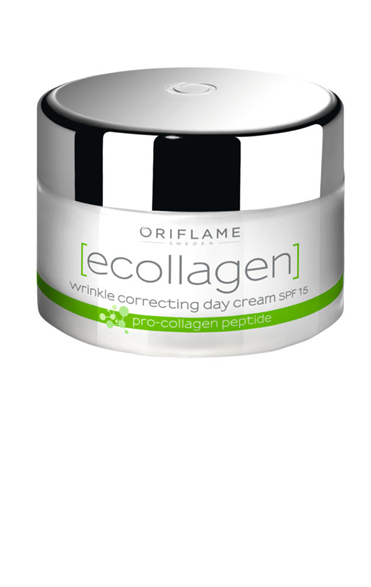 ORIFLAME
SWEDEN
[ecollagen]
wrinkle correcting day cream SPF 15
pro-collagen peptide